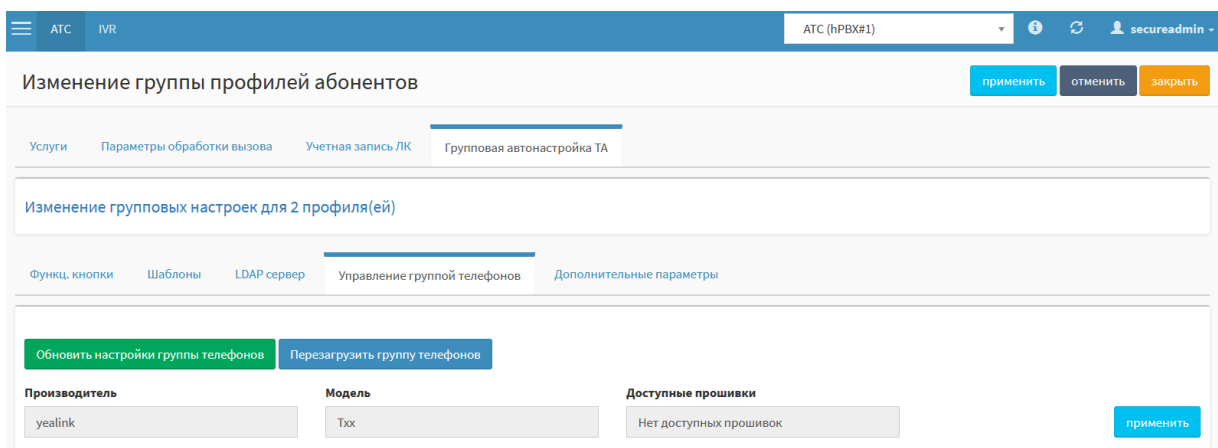 АТС IVR АТС (hPBX#1) secureadmin
Изменение группы профилей абонентов применить отменить закрыть
Услуги Параметры обработки вызова Учетная запись ЛК Групповая автонастройка ТА
Изменение групповых настроек для 2 профиля(ей)
Функц. кнопки Шаблоны LDAP сервер Управление группой телефонов Дополнительные параметры
Обновить настройки группы телефонов Перезагрузить группу телефонов
Производитель Модель Доступные прошивки
yealink Txx Нет доступных прошивок применить